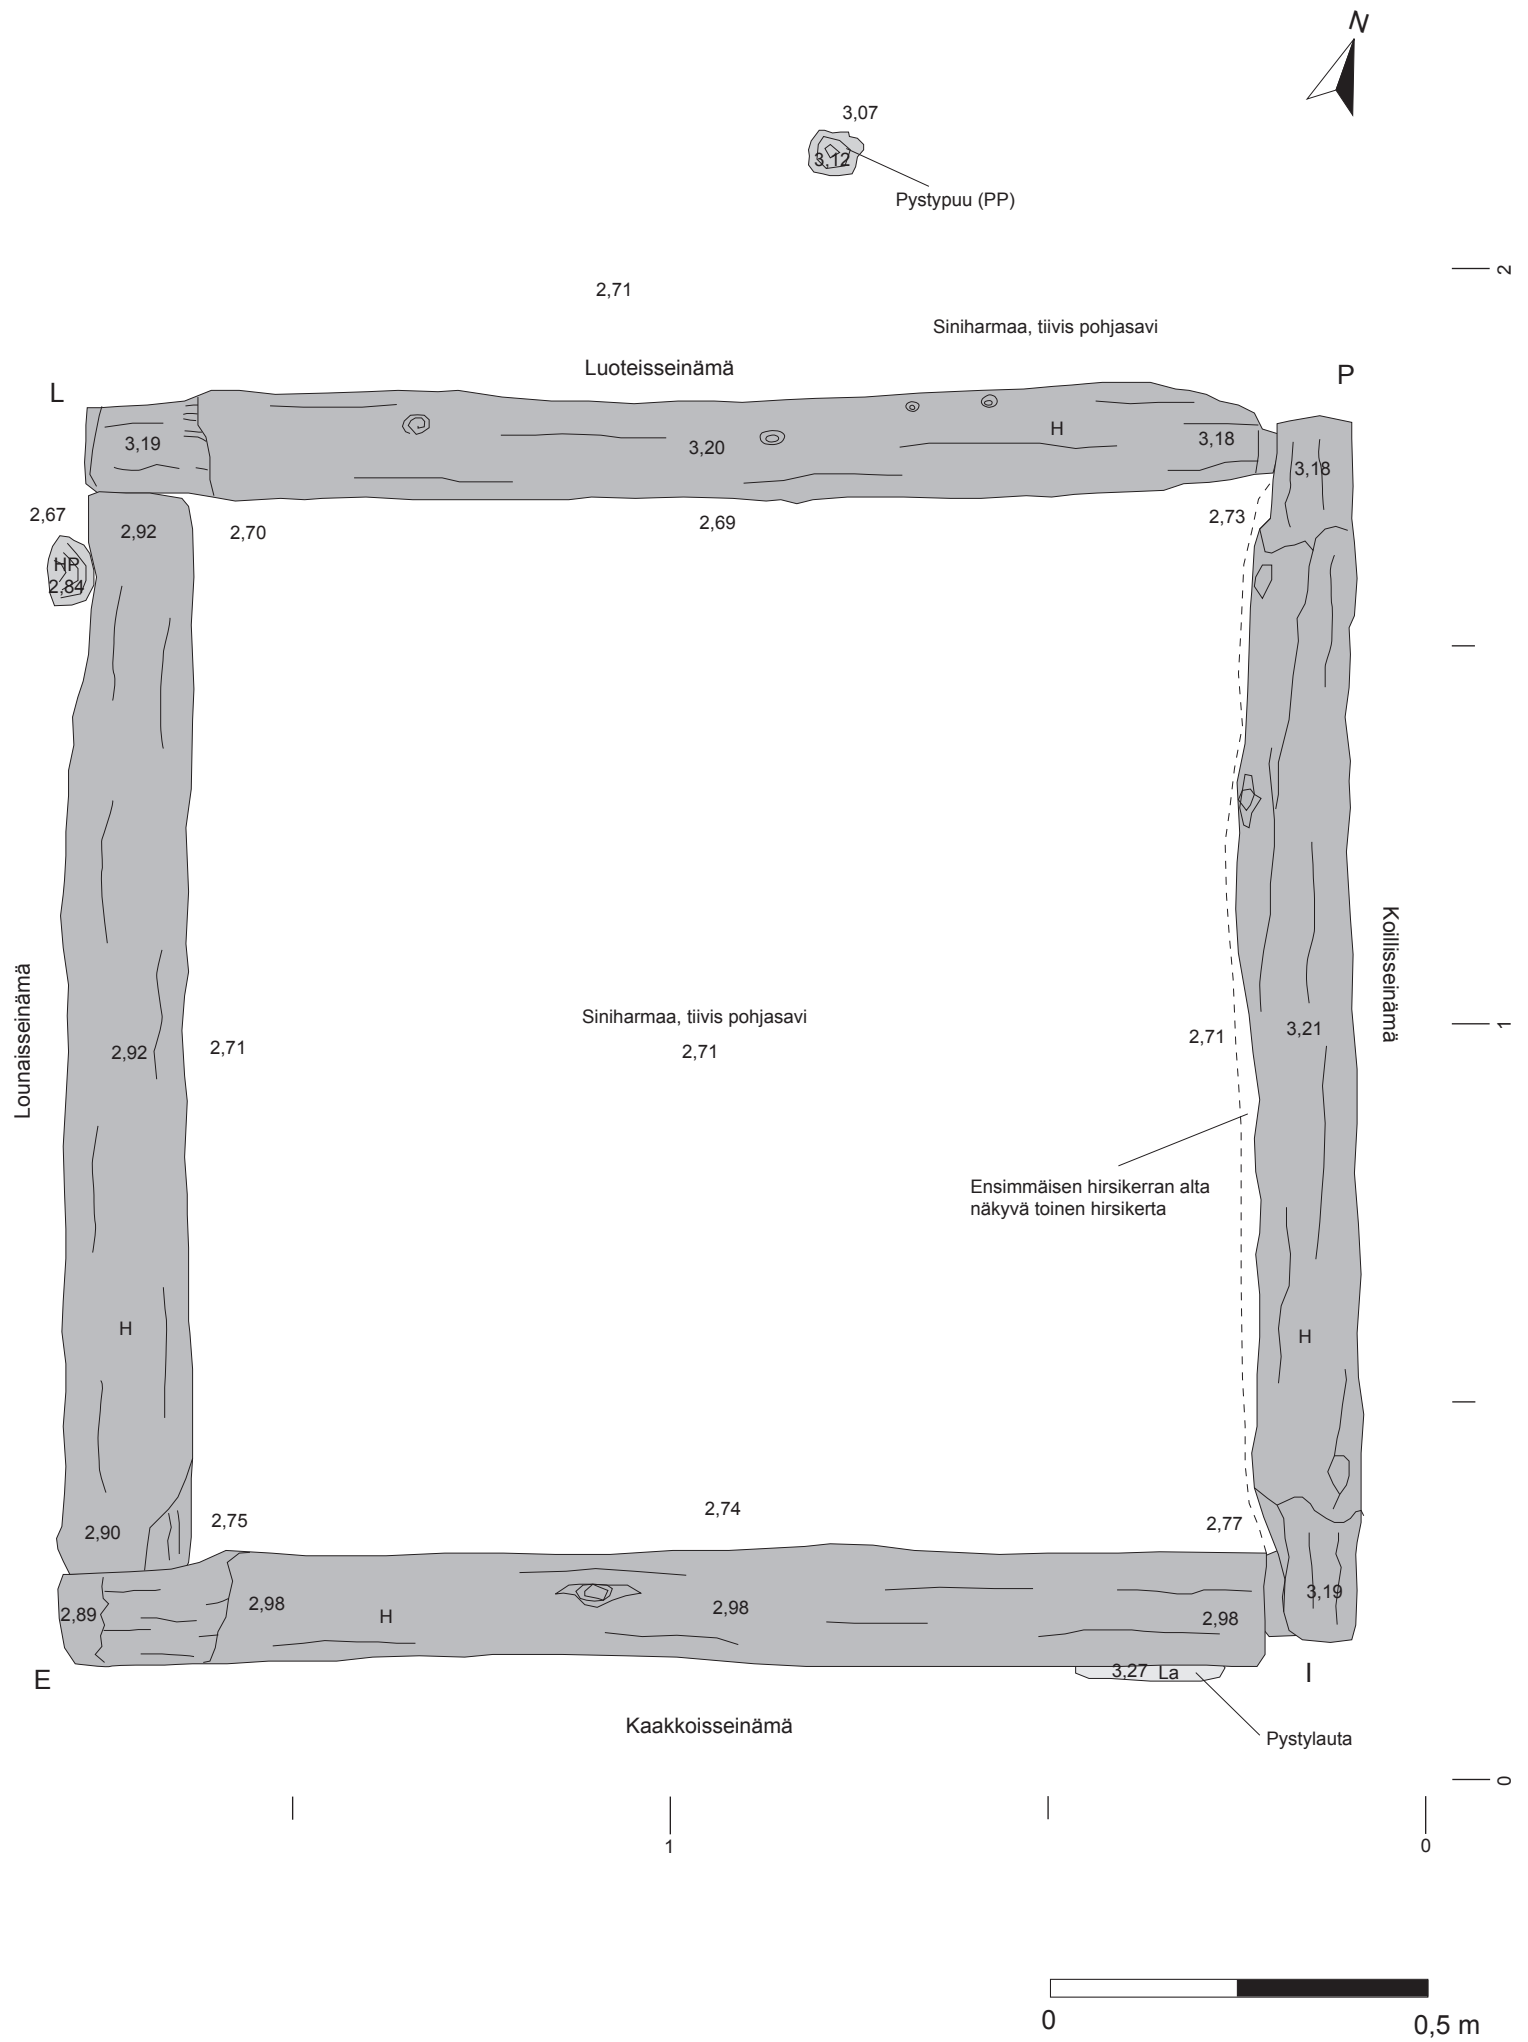 N
3,07
3,12
Pystypuu (PP)
2
2,71
Siniharmaa, tiivis pohjasavi
Luoteisseinämä
L
P
3,19
3,20
H
3,18
3,18
2,67
2,92
2,70
2,69
2,73
HP
2,84
Lounaisseinämä
Koillisseinämä
Siniharmaa, tiivis pohjasavi
2,71
2,92
2,71
2,71
3,21
1
Ensimmäisen hirsikerran alta
näkyvä toinen hirsikerta
H
H
2,90
2,75
2,74
2,77
2,89
2,98
H
2,98
2,98
3,19
E
3,27 La
I
Kaakkoisseinämä
Pystylauta
0
1
0
0
0,5 m